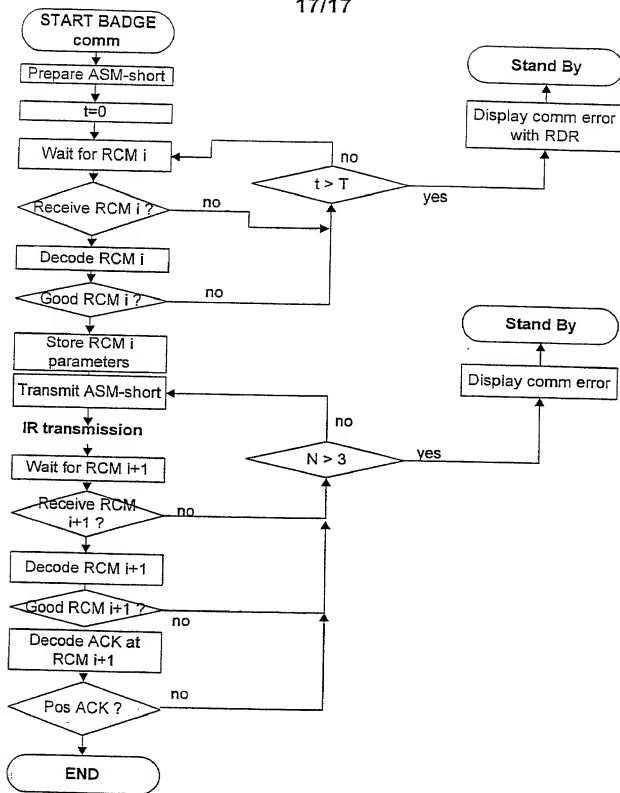 17/17
START BADGE
comm
Prepare ASM-short
t=0
Wait for RCM i
Receive RCM i ?
no
Decode RCM i
Good RCM i ?
no
Store RCM i
parameters
Transmit ASM-short
IR transmission
Wait for RCM i+1
Receive RCM
i+1 ?
no
Decode RCM i+1
Good RCM i+1 ?
no
Decode ACK at
RCM i+1
Pos ACK ?
no
END
no
t > T
yes
Stand By
Display comm error
with RDR
no
N > 3
yes
Stand By
Display comm error